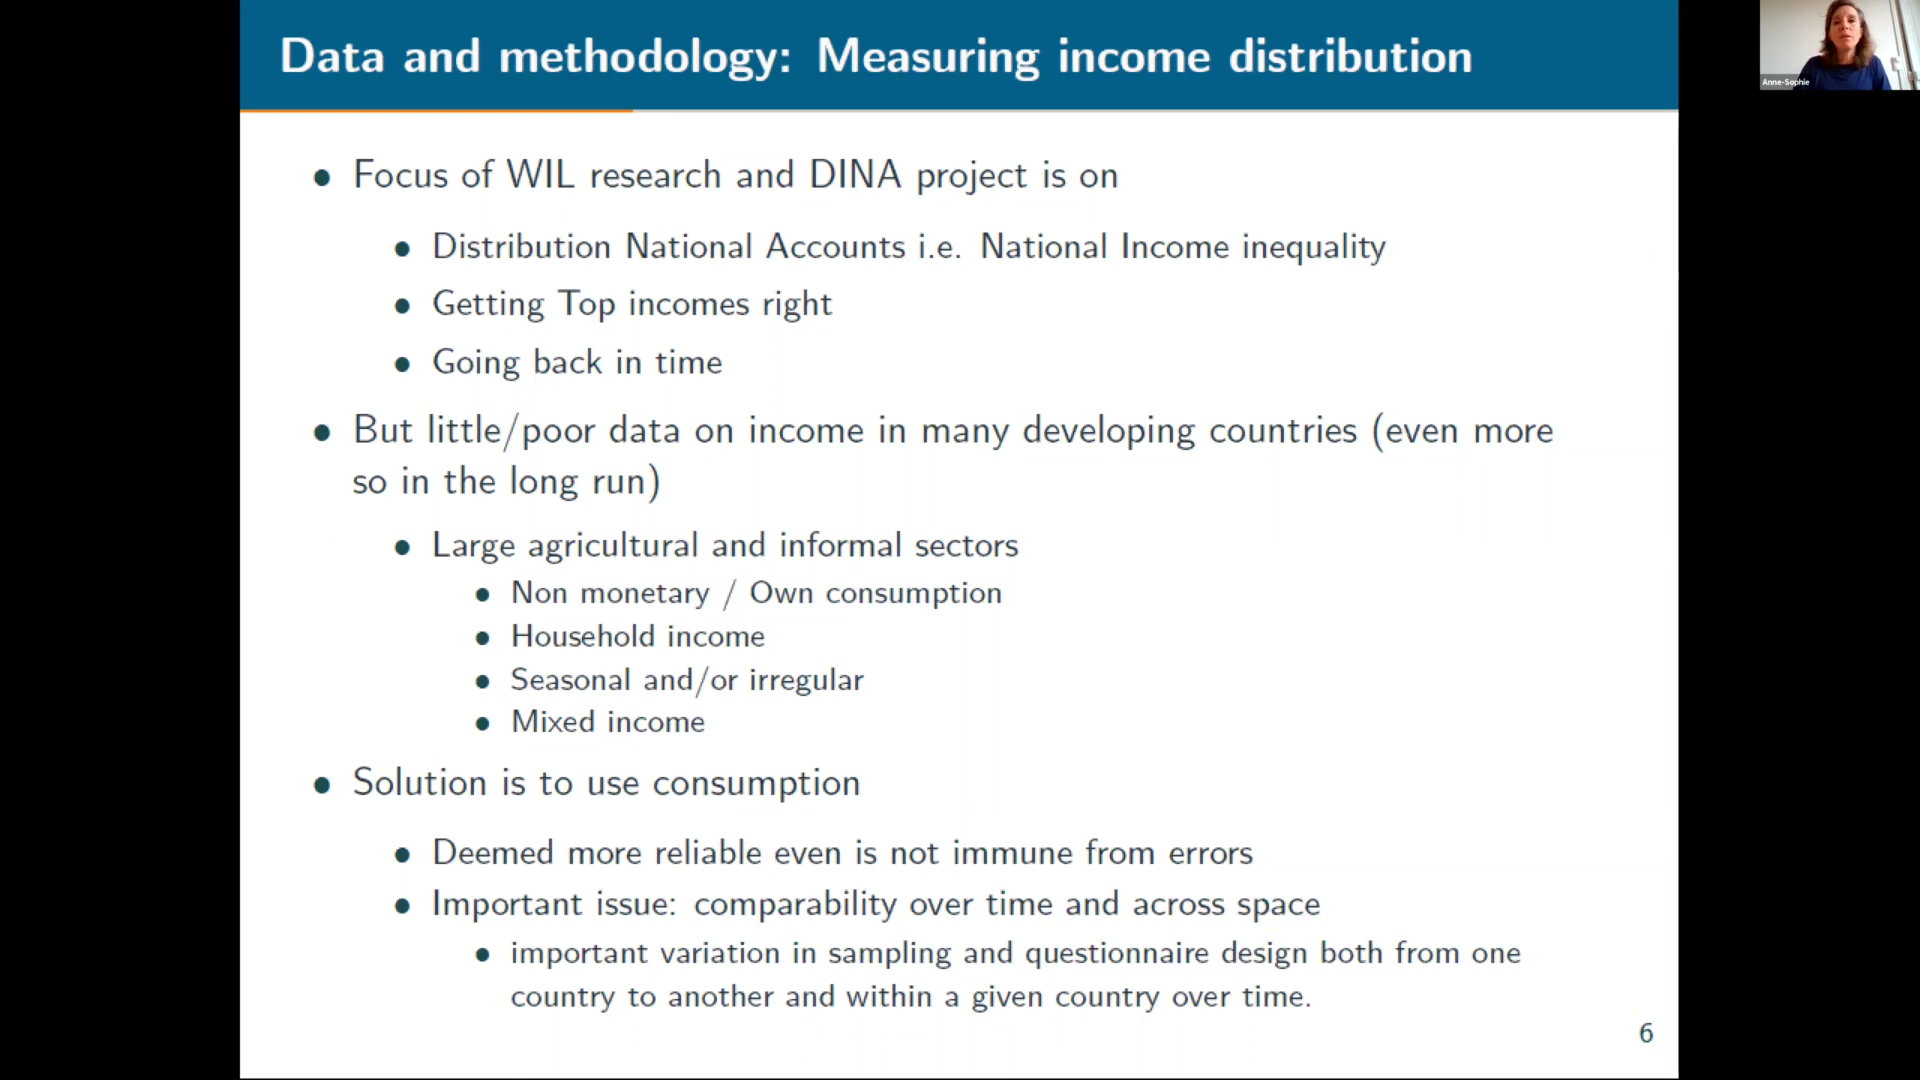 Data and methodology: Measuring income distribution
Anne-Sophie
• Focus of WIL research and DINA project is on
• Distribution National Accounts i.e. National Income inequality
• Getting Top incomes right
• Going back in time
• But little/poor data on income in many developing countries (even more
so in the long run)
• Large agricultural and informal sectors
• Non monetary / Own consumption
• Household income
• Seasonal and/or irregular
• Mixed income
• Solution is to use consumption
• Deemed more reliable even is not immune from errors
• Important issue: comparability over time and across space
• important variation in sampling and questionnaire design both from one
country to another and within a given country over time.
6